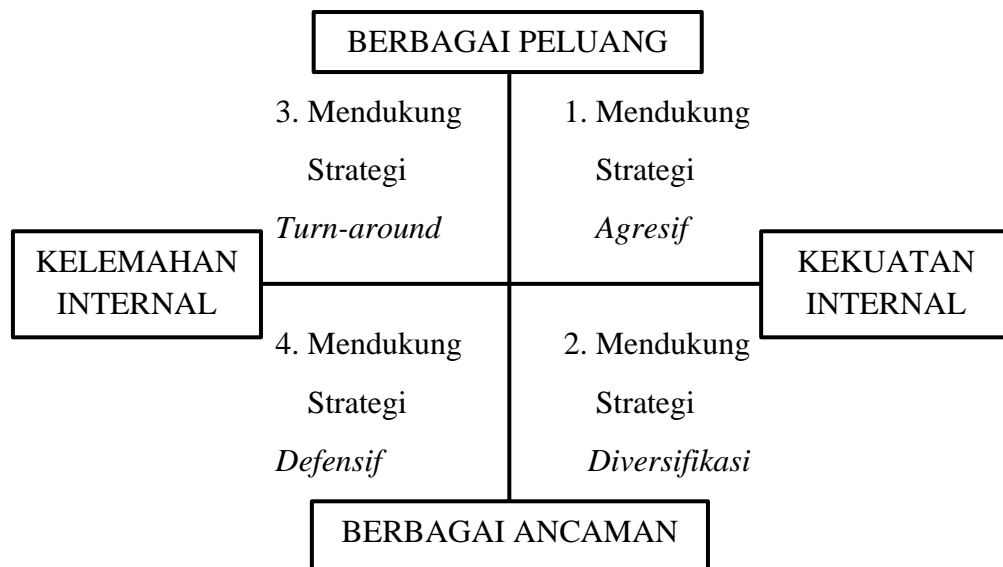 BERBAGAI PELUANG
3. Mendukung
Strategi
Turn-around
1. Mendukung
Strategi
Agresif
KELEMAHAN
INTERNAL
KEKUATAN
INTERNAL
4. Mendukung
Strategi
Defensif
2. Mendukung
Strategi
Diversifikasi
BERBAGAI ANCAMAN